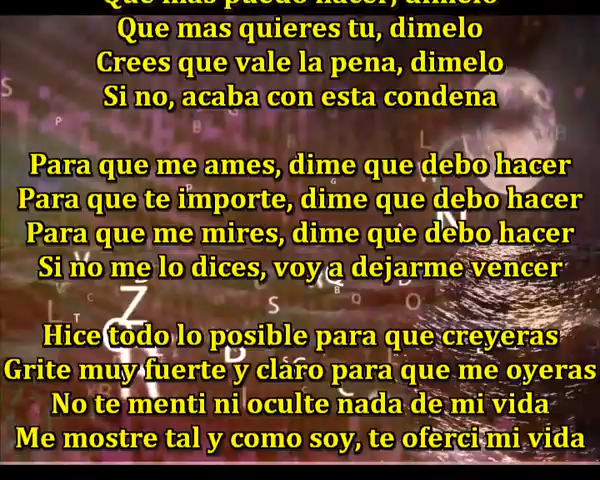 Que mas puedo hacer, dimelo
Que mas quieres tu, dimelo
Crees que vale la pena, dimelo
Si no, acaba con esta condena
Para que me ames, dime que debo hacer
Para que te importe, dime que debo hacer
Para que me mires, dime que debo hacer
Si no me lo dices, voy a dejarme vencer
Hice todo lo posible para que creyeras
Grite muy fuerte y claro para que me oyeras
No te menti ni oculte nada de mi vida
Me mostre tal y como soy, te oferci mi vida